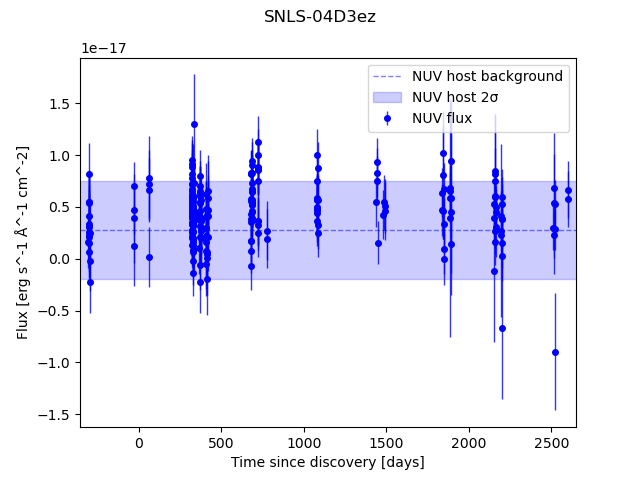 SNLS-04D3ez
1e−17
NUV host background
NUV host 2σ
NUV flux
1.5
1.0
0.5
0.0
−0.5
−1.0
−1.5
Flux [erg s^-1 Å^-1 cm^-2]
0 500 1000 1500 2000 2500
Time since discovery [days]